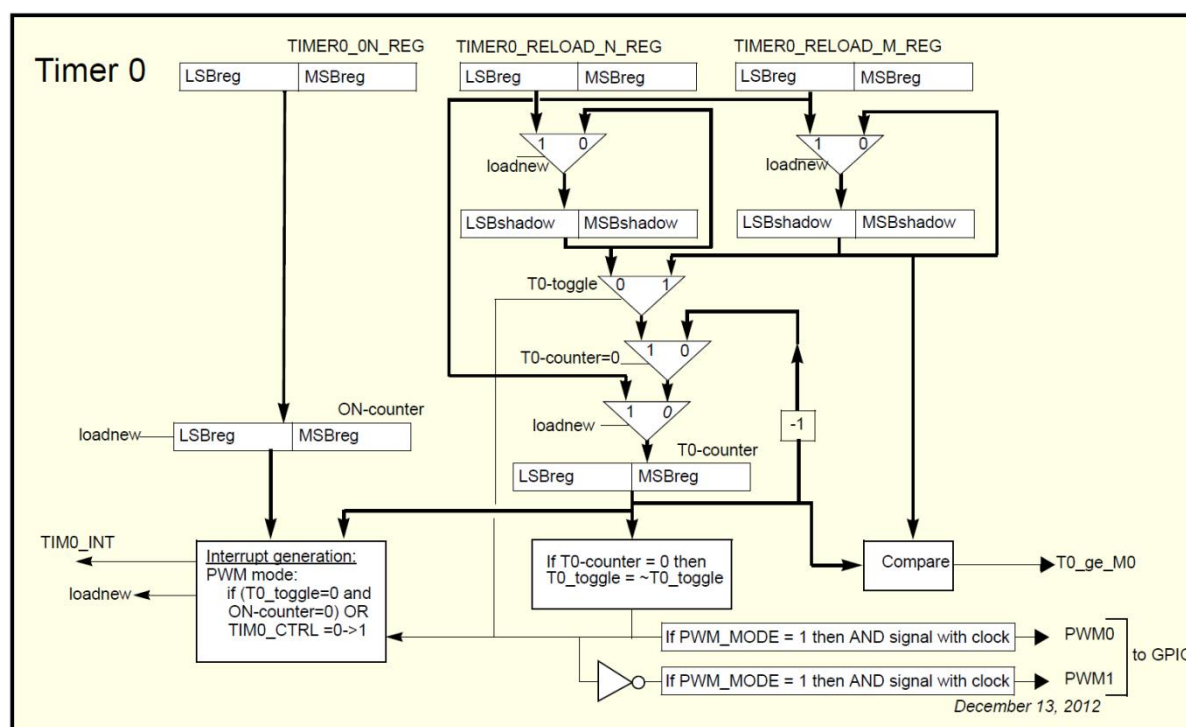 Timer 0
TIMER0_0N_REG
TIMER0_RELOAD_N_REG
TIMER0_RELOAD_M_REG
LSBreg MSBreg
LSBreg MSBreg
LSBreg MSBreg
1 0
loadnew
1 0
loadnew
LSBshadow MSBshadow
LSBshadow MSBshadow
T0-toggle
0 1
T0-counter=0
1 0
1 0
loadnew
-1
ON-counter
loadnew
LSBreg MSBreg
T0-counter
LSBreg MSBreg
TIM0_INT
loadnew
Interrupt generation:
PWM mode:
if (T0_toggle=0 and
ON-counter=0) OR
TIM0_CTRL =0->1
If T0-counter = 0 then
T0_toggle = ~T0_toggle
Compare
T0_ge_M0
If PWM_MODE = 1 then AND signal with clock
PWM0
to GPIO
If PWM_MODE = 1 then AND signal with clock
PWM1
December 13, 2012